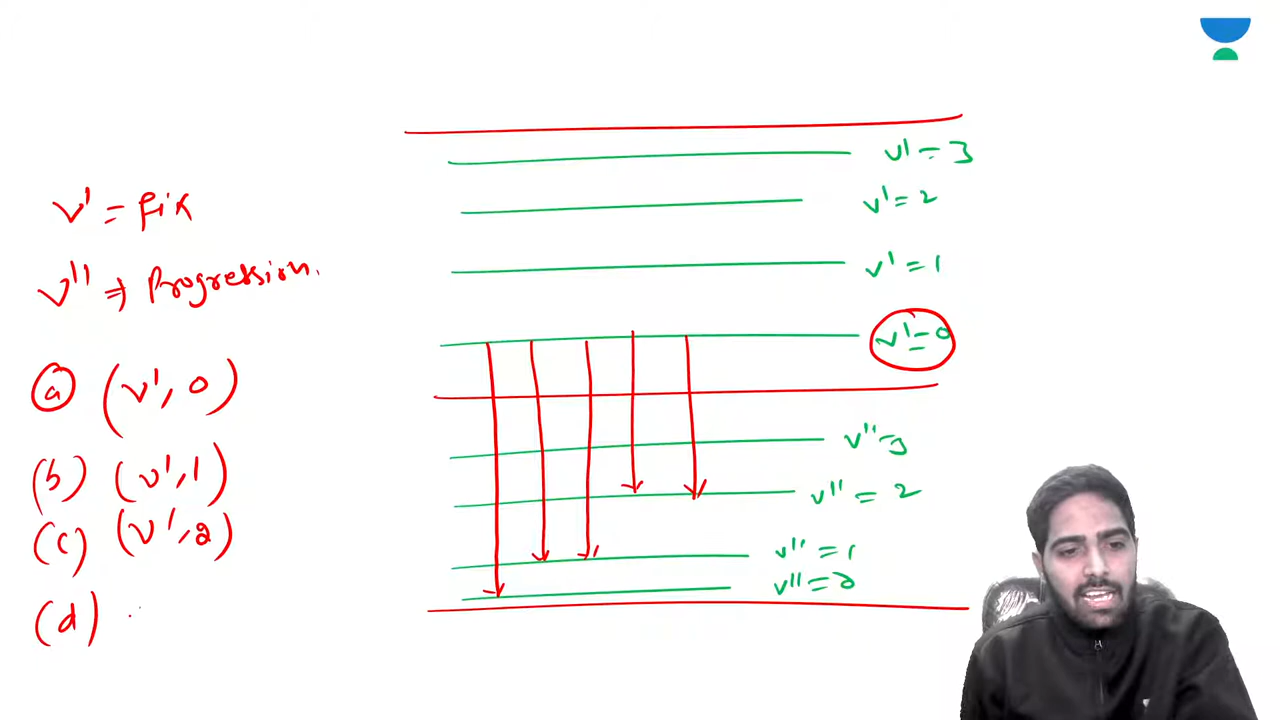 v' = 3
v' = 2
v' = fix
v' = 1
v'' ⇒ Progression.
v' = 0
(a) (v', 0)
v'' = 3
(b) (v', 1)
v'' = 2
(c) (v', 2)
v'' = 1
v'' = 0
(d)